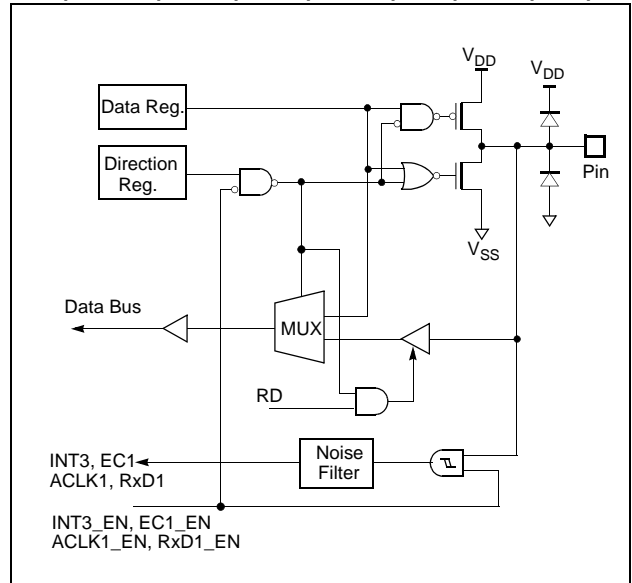 VDD
VDD
Data Reg.
Direction
Reg.
Pin
VSS
Data Bus
MUX
RD
Noise
Filter
INT3, EC1
ACLK1, RxD1
INT3_EN, EC1_EN
ACLK1_EN, RxD1_EN